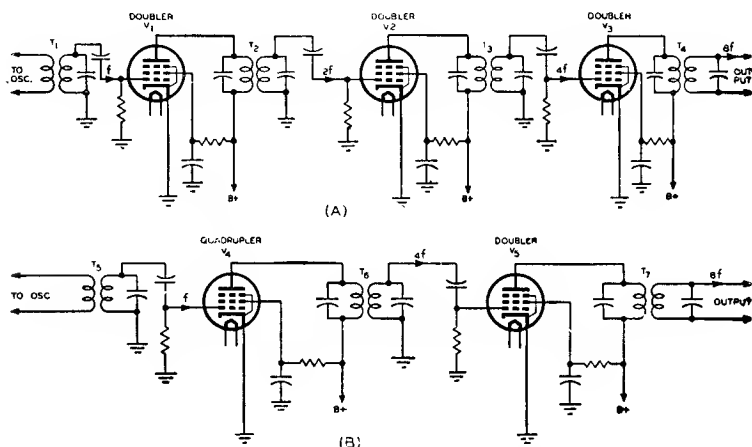 DOUBLER
V1
DOUBLER
V2
DOUBLER
V3
T1
T2
T3
T4
8f
TO
OSC.
f
2f
4f
OUT
PUT
B+
B+
B+
(A)
QUADRUPLER
V4
DOUBLER
V5
T5
T6
4f
T7
8f
TO OSC
f
OUTPUT
B+
B+
(B)